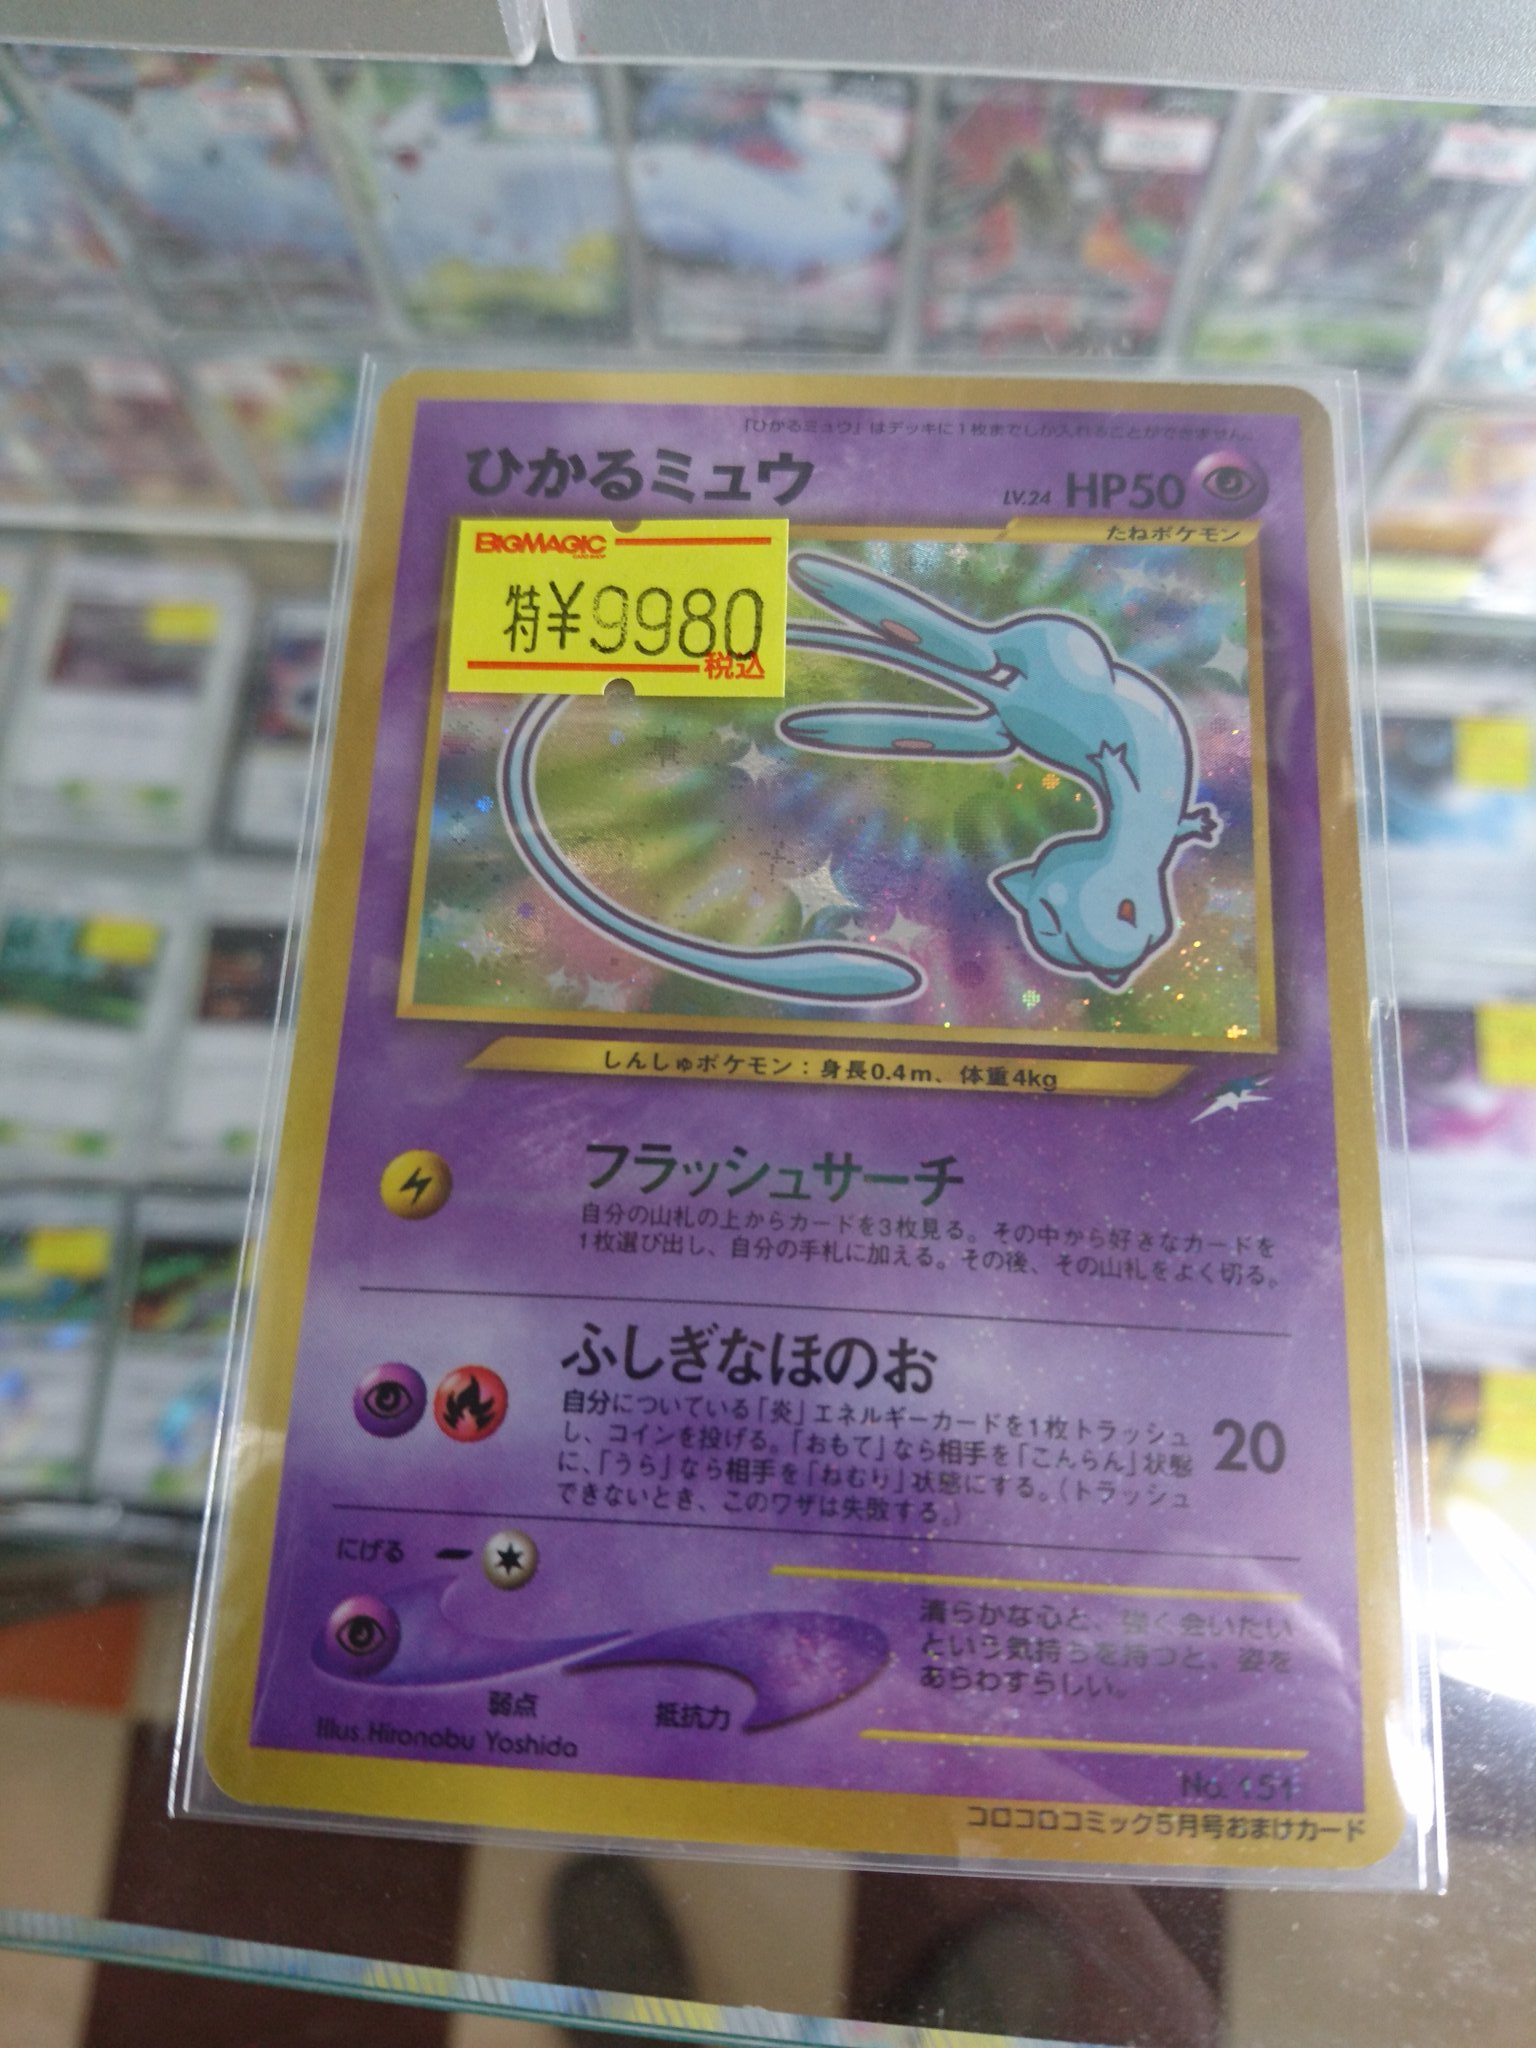 「ひかるミュウ」はデッキに1枚までしか入れることができません。
ひかるミュウ
LV.24 HP50
たねポケモン
BIGMAGIC
CARD SHOP
特価¥9980
税込
しんしゅポケモン：身長0.4m、体重4kg
フラッシュサーチ
自分の山札の上からカードを3枚見る。その中から好きなカードを
1枚選び出し、自分の手札に加える。その後、その山札をよく切る。
ふしぎなほのお
自分についている「炎」エネルギーカードを1枚トラッシュ
し、コインを投げる。「おもて」なら相手を「こんらん」状態
に、「うら」なら相手を「ねむり」状態にする。（トラッシュ
できないとき、このワザは失敗する。）
20
にげる
清らかな心と、強く会いたい
という気持ちを持つと、姿を
あらわすらしい。
弱点
抵抗力
Illus.Hironobu Yoshida
No. 151
コロコロコミック5月号おまけカード